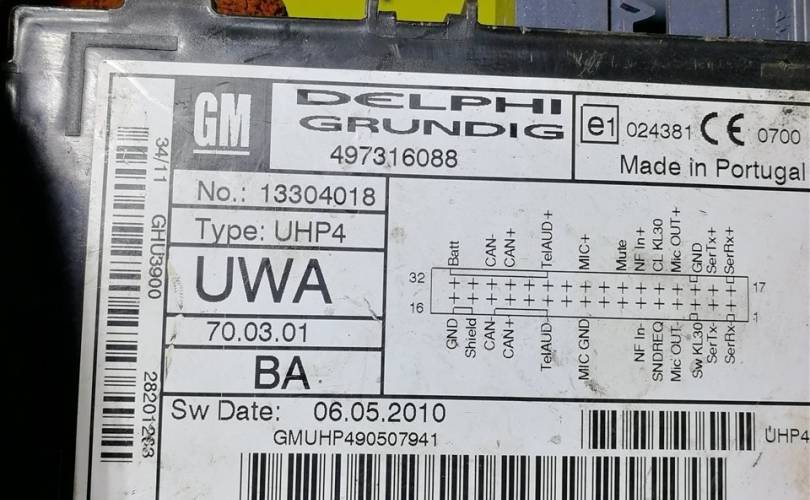 GM
DELPHI
GRUNDIG
497316088
e1 024381 CE 0700
Made in Portugal
No.: 13304018
Type: UHP4
UWA
70.03.01
BA
Sw Date: 06.05.2010
GMUHP490507941
UHP4
34/11 GHU3900
Batt CAN- CAN+ TelAUD+ MIC+ Mute NF In+ CL KL30 Mic OUT+ GND SerTx+ SerRx+
32 17
16 1
GND Shield CAN- CAN+ TelAUD- MIC GND NF In- SNDREQ Mic OUT- Sw KL30 SerTx- SerRx-